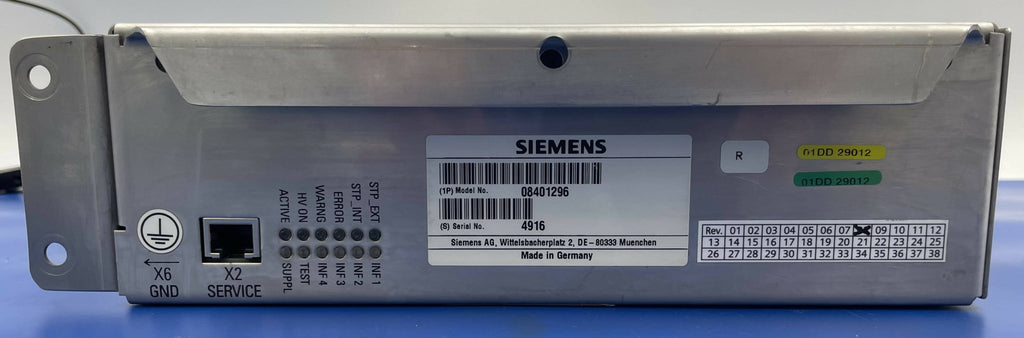 SIEMENS
(1P) Model No. 08401296
(S) Serial No. 4916
Siemens AG, Wittelsbacherplatz 2, DE-80333 Muenchen
Made in Germany
R
01DD 29012
01DD 29012
Rev. 01 02 03 04 05 06 07 09 10 11 12
13 14 15 16 17 18 19 20 21 22 23 24 25
26 27 28 29 30 31 32 33 34 35 36 37 38
X6
GND
X2
SERVICE
ACTIVE
HV ON
WARNG
ERROR
STP_INT
STP_EXT
SUPPL
TEST
INF 4
INF 3
INF 2
INF 1